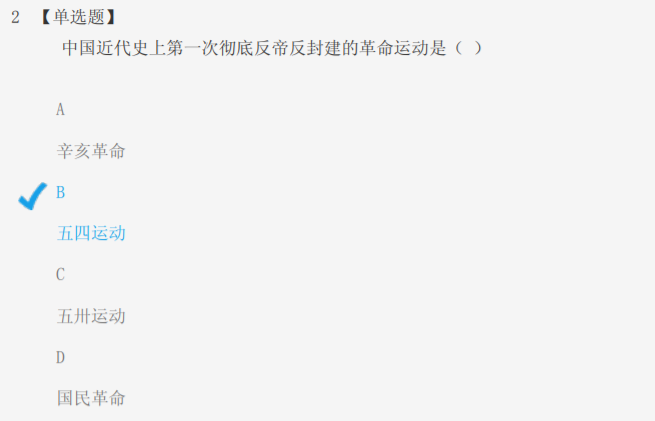 2 【单选题】
中国近代史上第一次彻底反帝反封建的革命运动是（ ）
A
辛亥革命
B
五四运动
C
五卅运动
D
国民革命